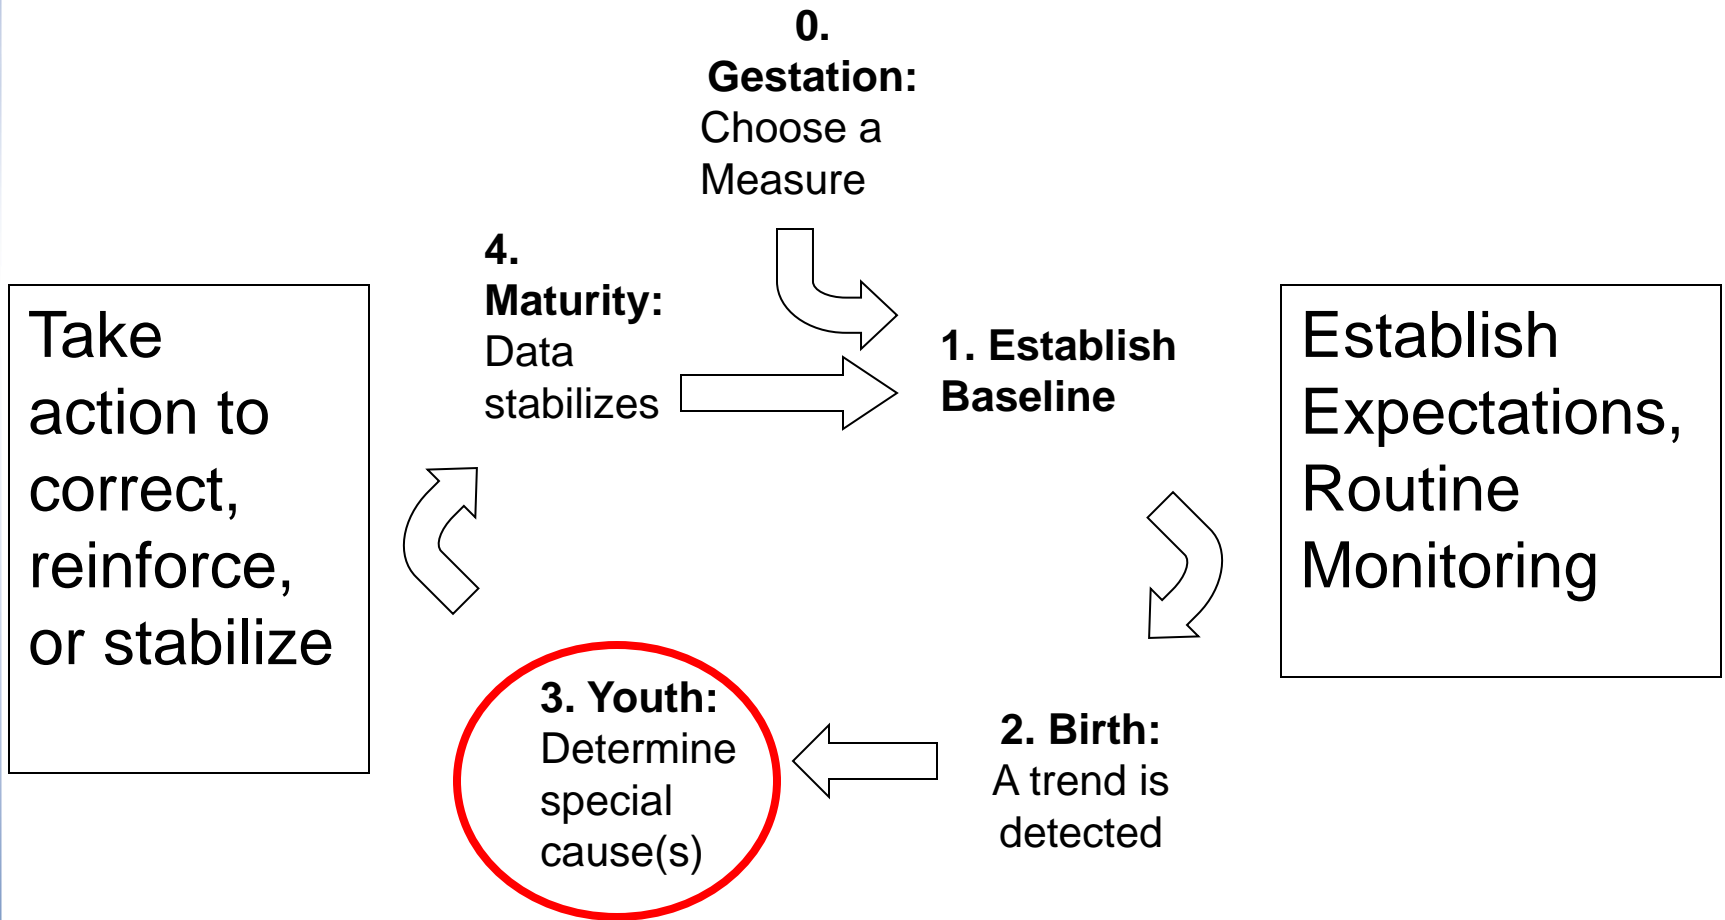 0.
Gestation:
Choose a
Measure
4.
Maturity:
Data
stabilizes
1. Establish
Baseline
Take
action to
correct,
reinforce,
or stabilize
Establish
Expectations,
Routine
Monitoring
3. Youth:
Determine
special
cause(s)
2. Birth:
A trend is
detected